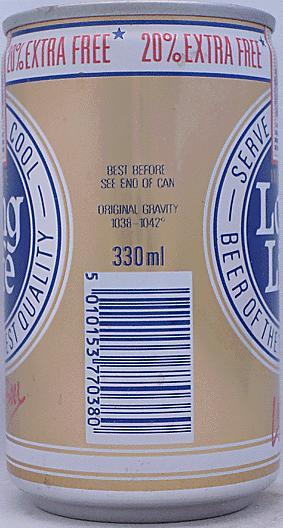 20% EXTRA FREE* 20% EXTRA FREE*
COOL
QUALITY
SERVE
BEER OF THE
BEST BEFORE
SEE END OF CAN
ORIGINAL GRAVITY
1038-1042°
330ml
5 010153 770380